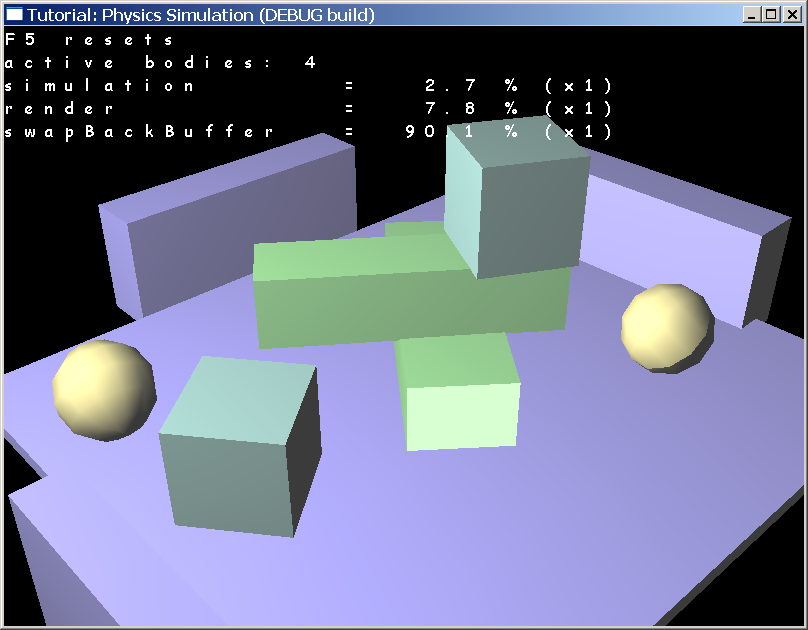 Tutorial: Physics Simulation (DEBUG build)
F5 resets
active bodies: 4
simulation = 2.7 % (x1)
render = 7.8 % (x1)
swapBackBuffer = 90.1 % (x1)